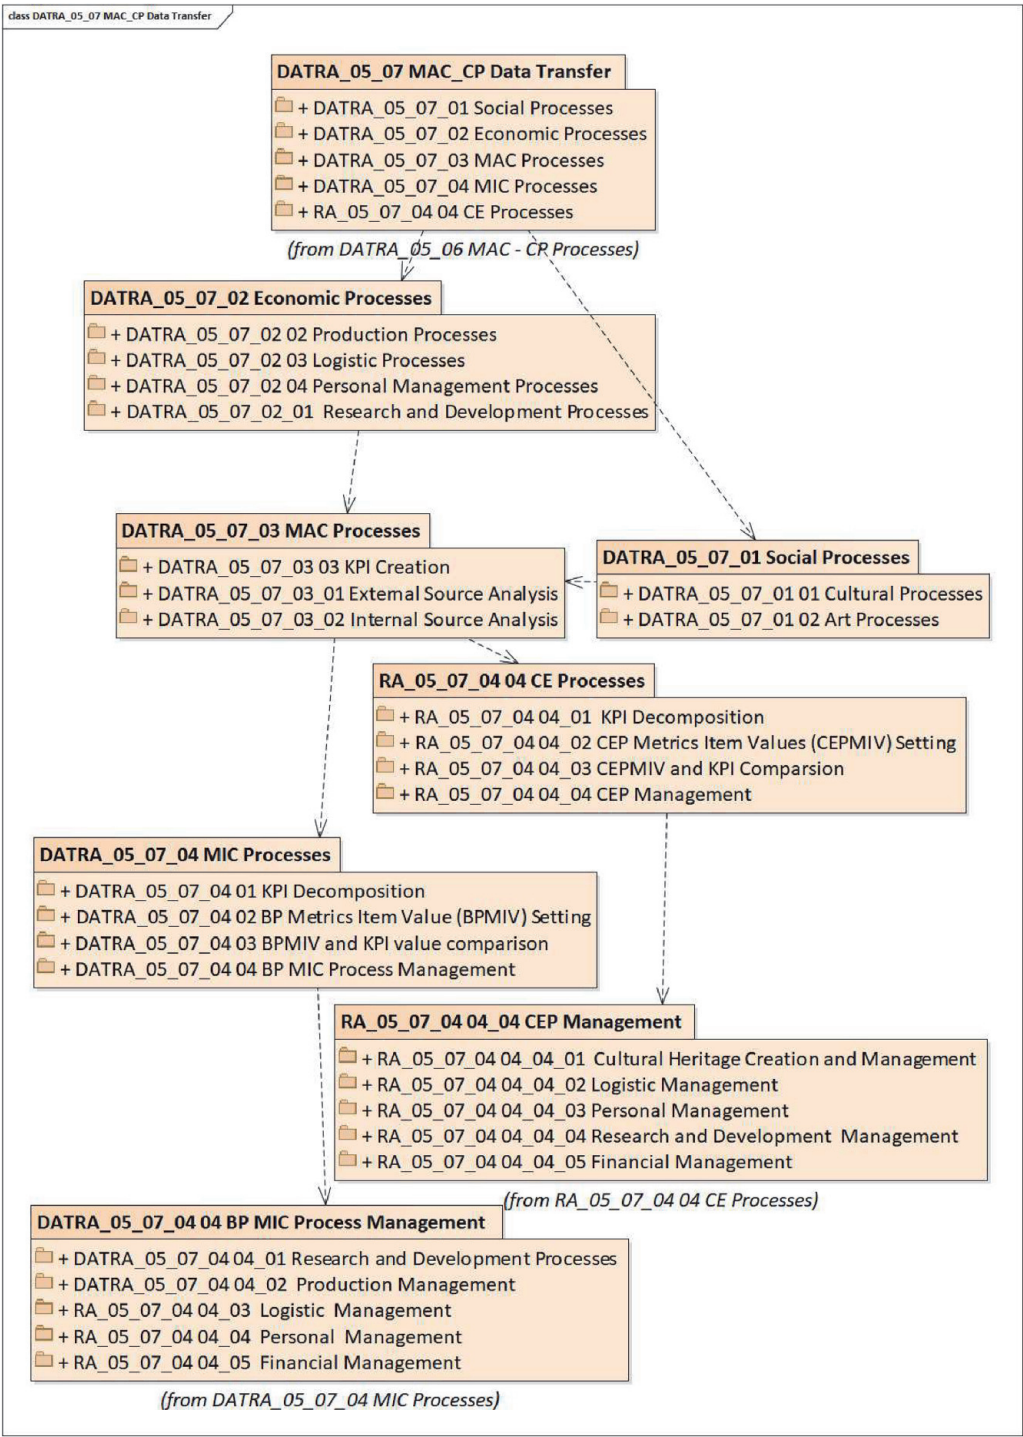 class DATRA_05_07 MAC_CP Data Transfer
DATRA_05_07 MAC_CP Data Transfer
+ DATRA_05_07_01 Social Processes
+ DATRA_05_07_02 Economic Processes
+ DATRA_05_07_03 MAC Processes
+ DATRA_05_07_04 MIC Processes
+ RA_05_07_04 04 CE Processes
(from DATRA_05_06 MAC - CP Processes)
DATRA_05_07_02 Economic Processes
+ DATRA_05_07_02 02 Production Processes
+ DATRA_05_07_02 03 Logistic Processes
+ DATRA_05_07_02 04 Personal Management Processes
+ DATRA_05_07_02_01 Research and Development Processes
DATRA_05_07_03 MAC Processes
+ DATRA_05_07_03 03 KPI Creation
+ DATRA_05_07_03_01 External Source Analysis
+ DATRA_05_07_03_02 Internal Source Analysis
DATRA_05_07_01 Social Processes
+ DATRA_05_07_01 01 Cultural Processes
+ DATRA_05_07_01 02 Art Processes
RA_05_07_04 04 CE Processes
+ RA_05_07_04 04_01 KPI Decomposition
+ RA_05_07_04 04_02 CEP Metrics Item Values (CEPMIV) Setting
+ RA_05_07_04 04_03 CEPMIV and KPI Comparsion
+ RA_05_07_04 04_04 CEP Management
DATRA_05_07_04 MIC Processes
+ DATRA_05_07_04 01 KPI Decomposition
+ DATRA_05_07_04 02 BP Metrics Item Value (BPMIV) Setting
+ DATRA_05_07_04 03 BPMIV and KPI value comparison
+ DATRA_05_07_04 04 BP MIC Process Management
RA_05_07_04 04_04 CEP Management
+ RA_05_07_04 04_04_01 Cultural Heritage Creation and Management
+ RA_05_07_04 04_04_02 Logistic Management
+ RA_05_07_04 04_04_03 Personal Management
+ RA_05_07_04 04_04_04 Research and Development Management
+ RA_05_07_04 04_04_05 Financial Management
(from RA_05_07_04 04 CE Processes)
DATRA_05_07_04 04 BP MIC Process Management
+ DATRA_05_07_04 04_01 Research and Development Processes
+ DATRA_05_07_04 04_02 Production Management
+ RA_05_07_04 04_03 Logistic Management
+ RA_05_07_04 04_04 Personal Management
+ RA_05_07_04 04_05 Financial Management
(from DATRA_05_07_04 MIC Processes)